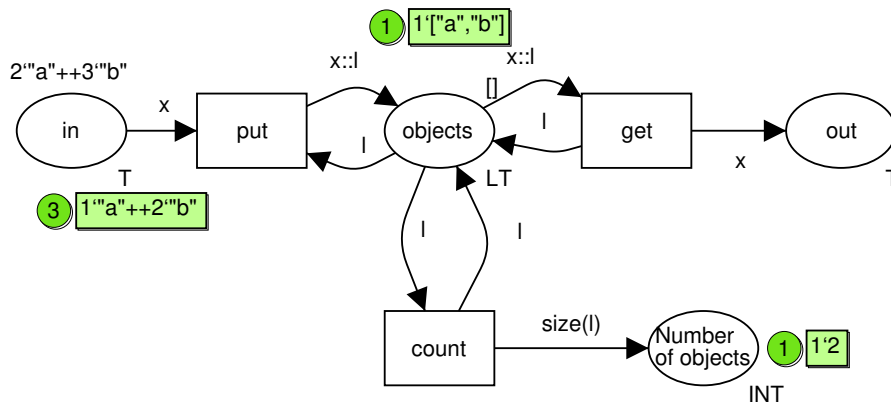 1 1‘["a","b"]
2‘"a"++3‘"b"
x::l
x::l
[]
x
in
put
l
objects
l
get
out
x
T
LT
T
3 1‘"a"++2‘"b"
l
l
count
size(l)
Number
of objects
1 1‘2
INT